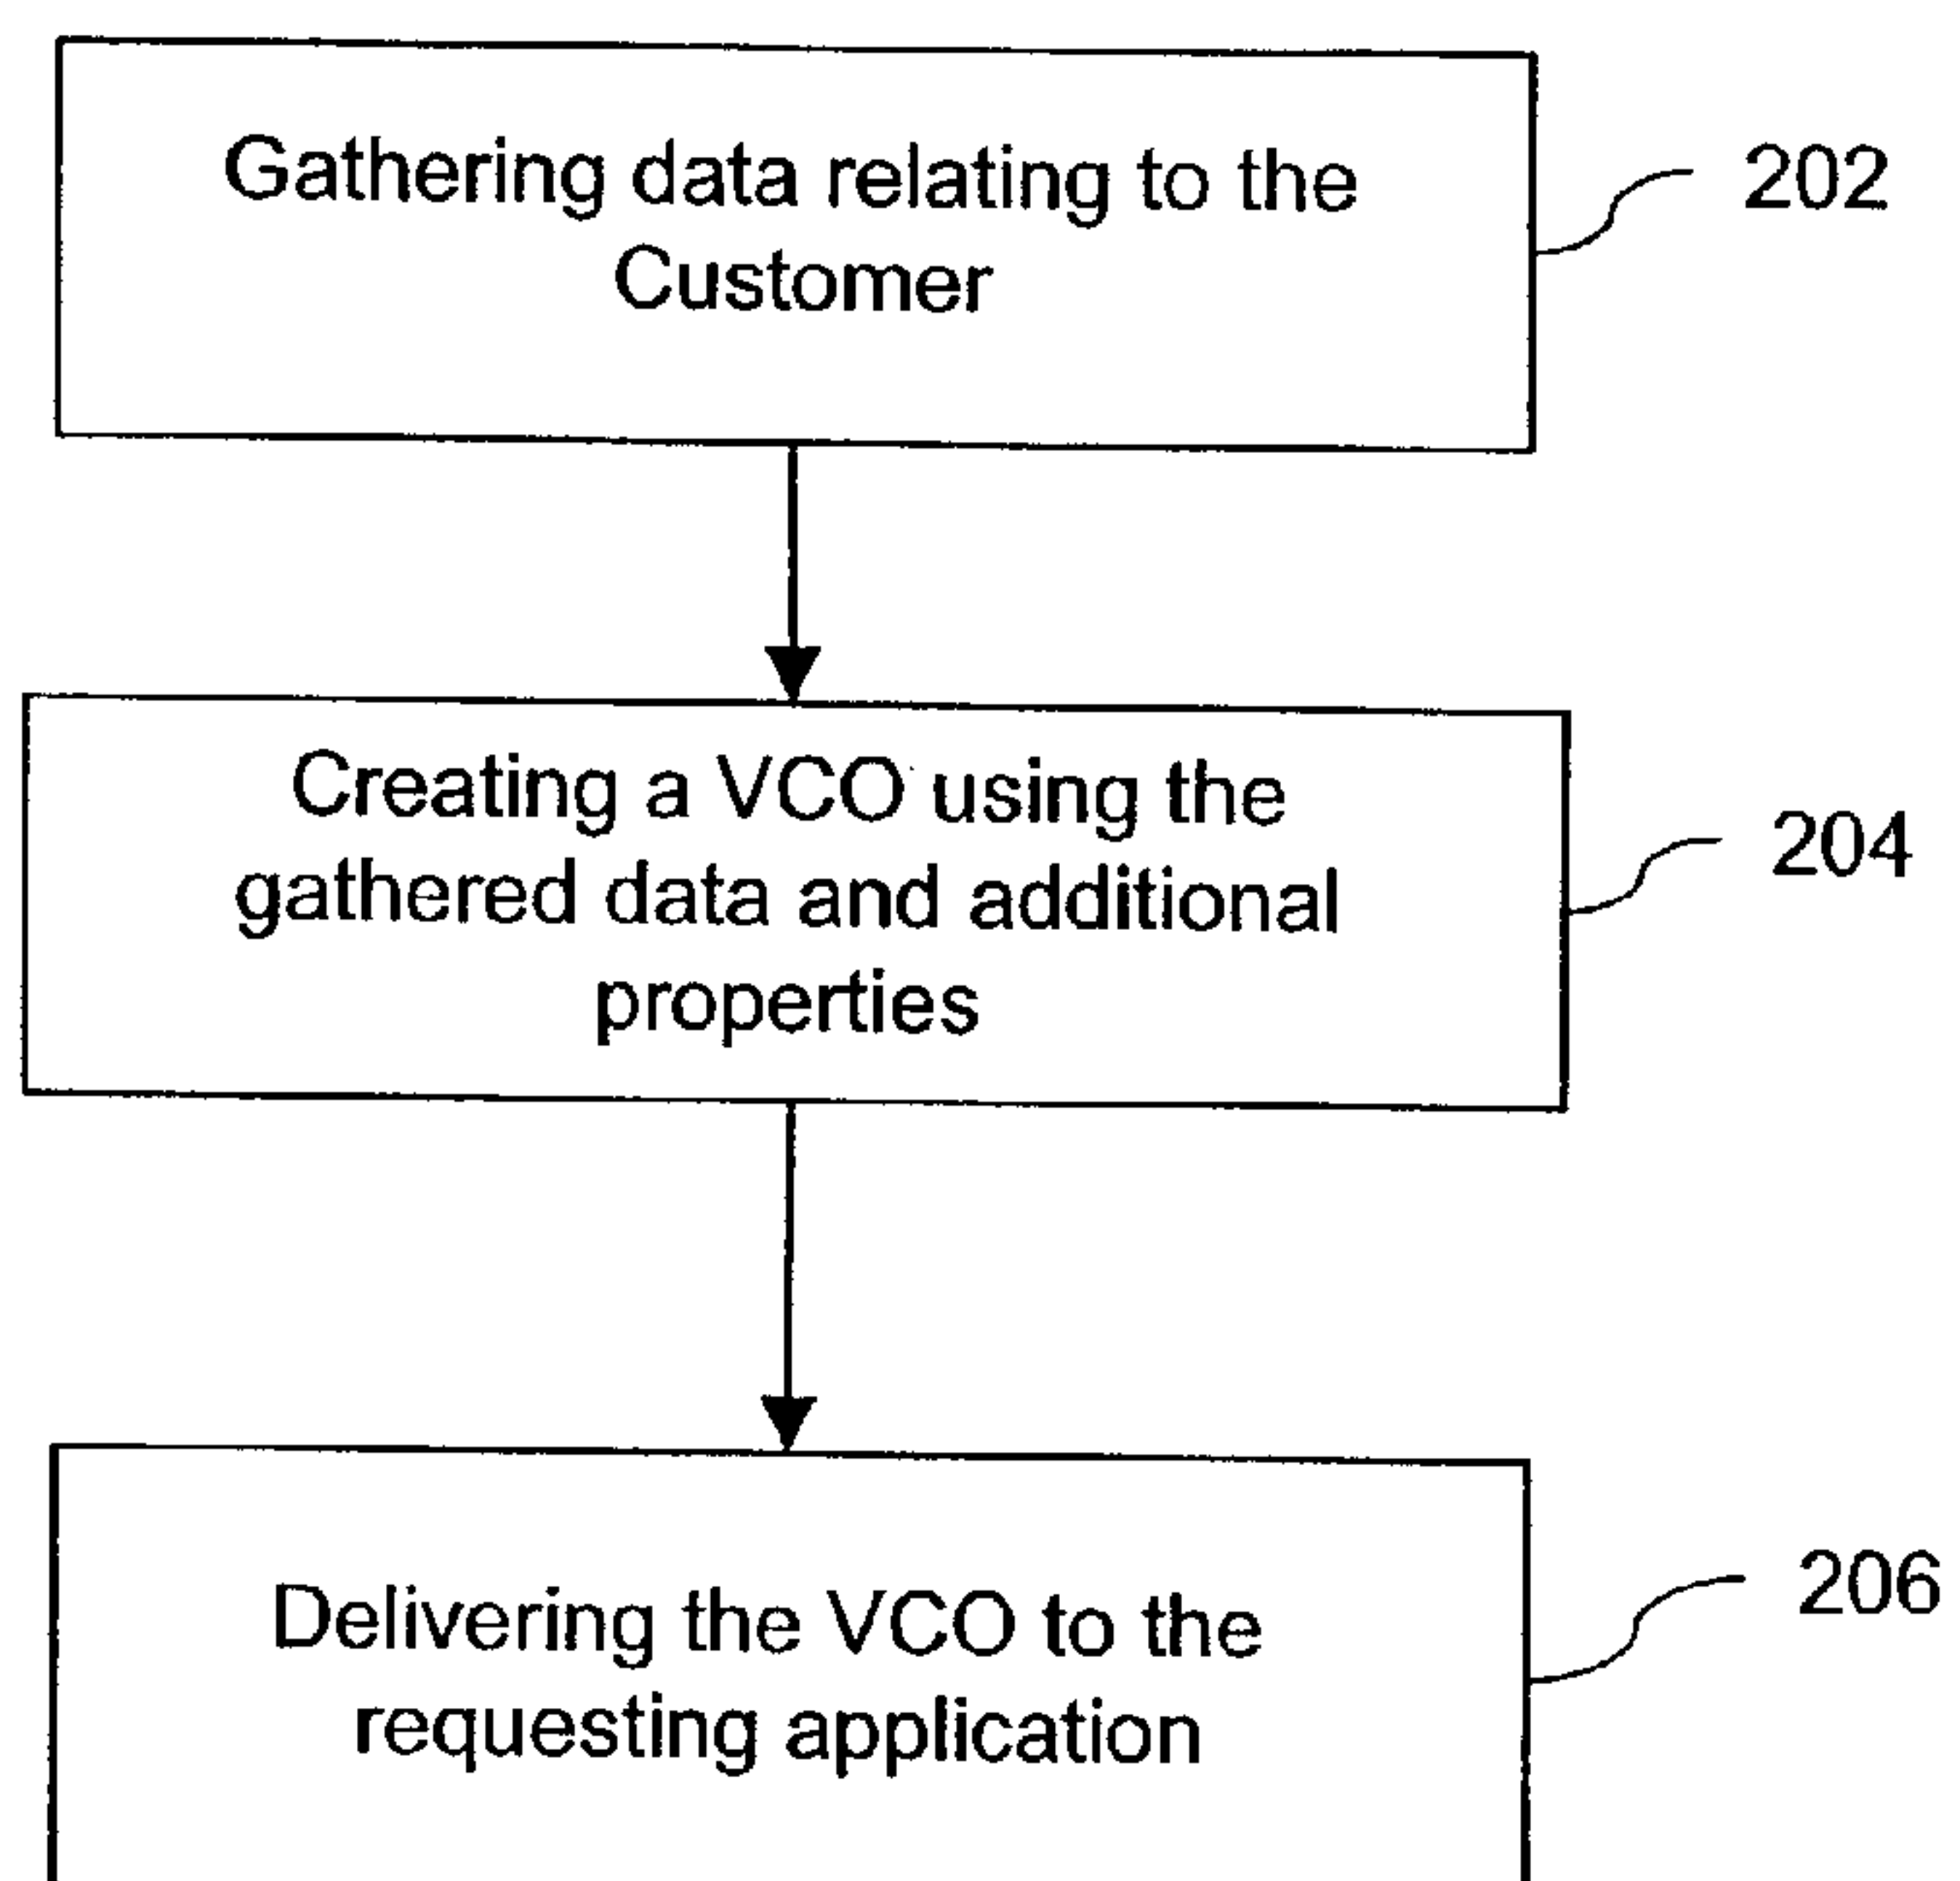 Gathering data relating to the
Customer
202
Creating a VCO using the
gathered data and additional
properties
204
Delivering the VCO to the
requesting application
206